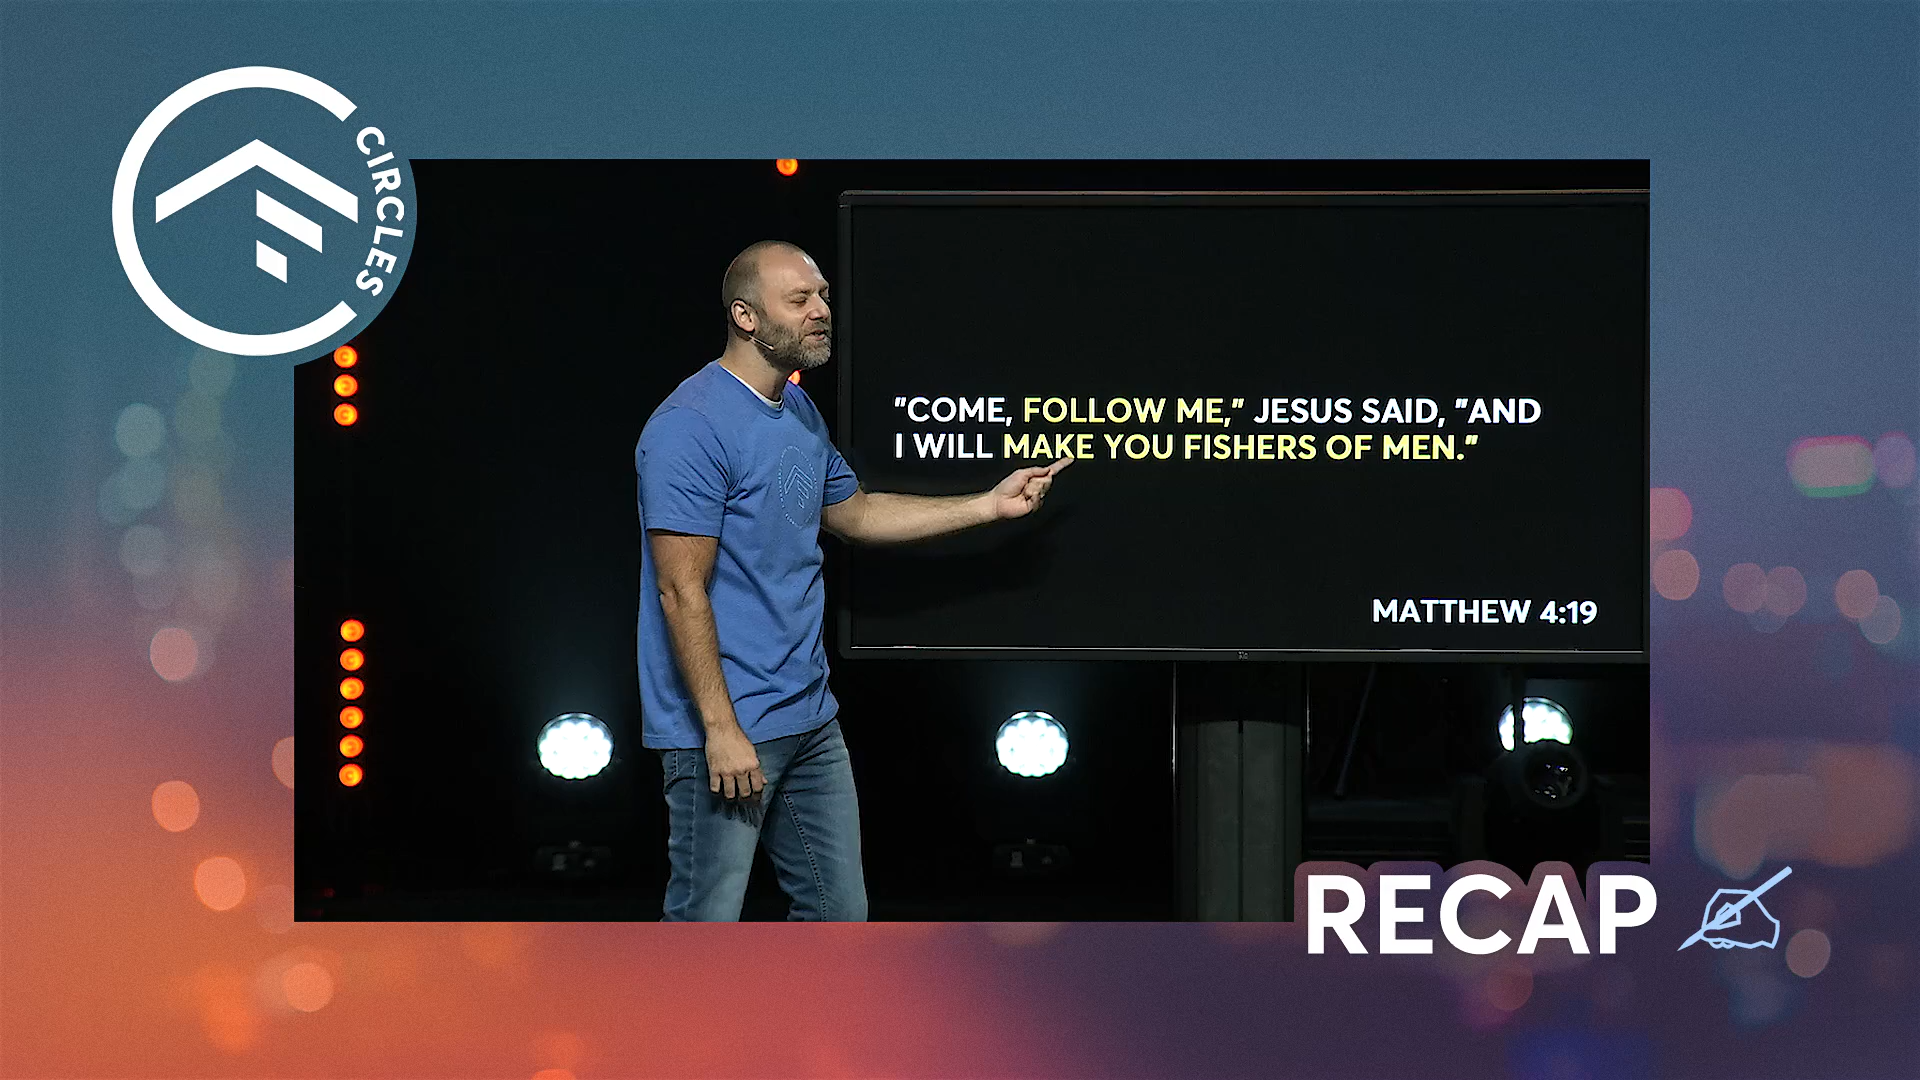 CIRCLES
"COME, FOLLOW ME," JESUS SAID, "AND
I WILL MAKE YOU FISHERS OF MEN."
MATTHEW 4:19
RECAP